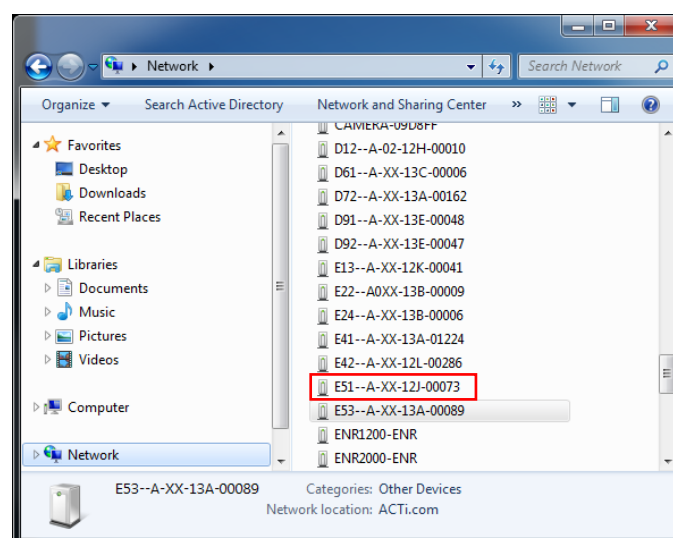 Network
Search Network
Organize
Search Active Directory
Network and Sharing Center
»
Favorites
Desktop
Downloads
Recent Places
Libraries
Documents
Music
Pictures
Videos
Computer
Network
CAMERA-09D8FF
D12--A-02-12H-00010
D61--A-XX-13C-00006
D72--A-XX-13A-00162
D91--A-XX-13E-00048
D92--A-XX-13E-00047
E13--A-XX-12K-00041
E22--A0XX-13B-00009
E24--A-XX-13B-00006
E41--A-XX-13A-01224
E42--A-XX-12L-00286
E51--A-XX-12J-00073
E53--A-XX-13A-00089
ENR1200-ENR
ENR2000-ENR
E53--A-XX-13A-00089
Categories: Other Devices
Network location: ACTi.com